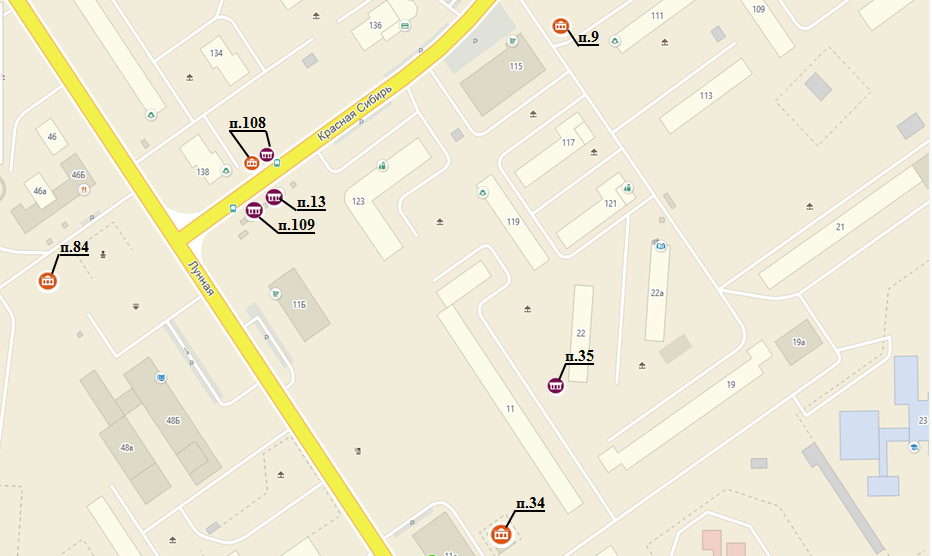 136
111
109
п.9
134
115
113
Красная Сибирь
п.108
46
117
46Б
138
46а
п.13
123
121
119
п.109
21
п.84
Лунная
22а
11Б
22
19а
п.35
19
11
23
48Б
48в
п.34
Р
Р
Р
Р
Р
Р
Р
Р